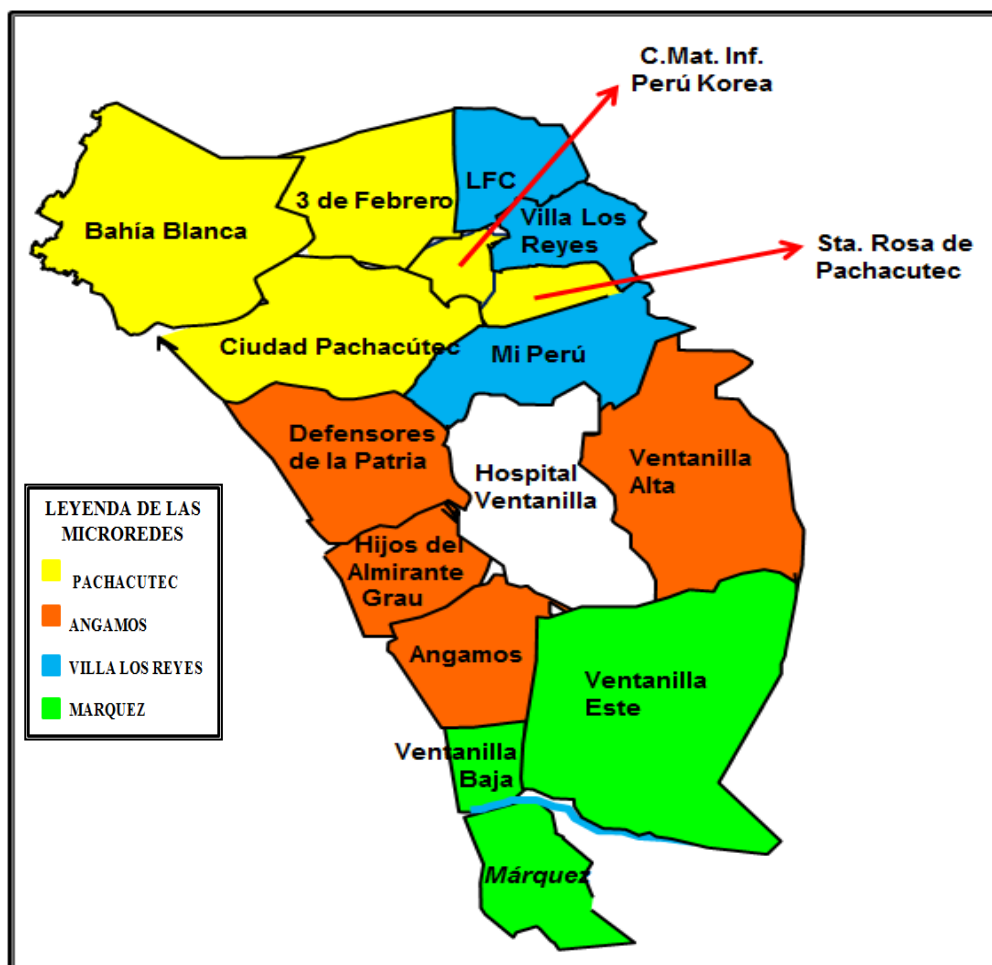 C.Mat. Inf.
Perú Korea
LFC
3 de Febrero
Villa Los
Reyes
Bahía Blanca
Sta. Rosa de
Pachacutec
Ciudad Pachacútec
Mi Perú
Defensores
de la Patria
Hospital
Ventanilla
Ventanilla
Alta
LEYENDA DE LAS
MICROREDES
PACHACUTEC
ANGAMOS
VILLA LOS REYES
MARQUEZ
Hijos del
Almirante
Grau
Angamos
Ventanilla
Este
Ventanilla
Baja
Márquez